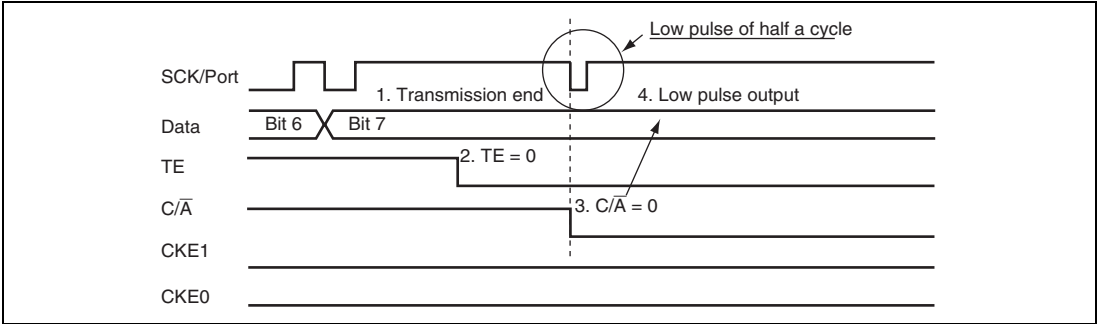 Low pulse of half a cycle
SCK/Port
1. Transmission end
4. Low pulse output
Data
Bit 6
Bit 7
TE
2. TE = 0
C/A̅
3. C/A̅ = 0
CKE1
CKE0